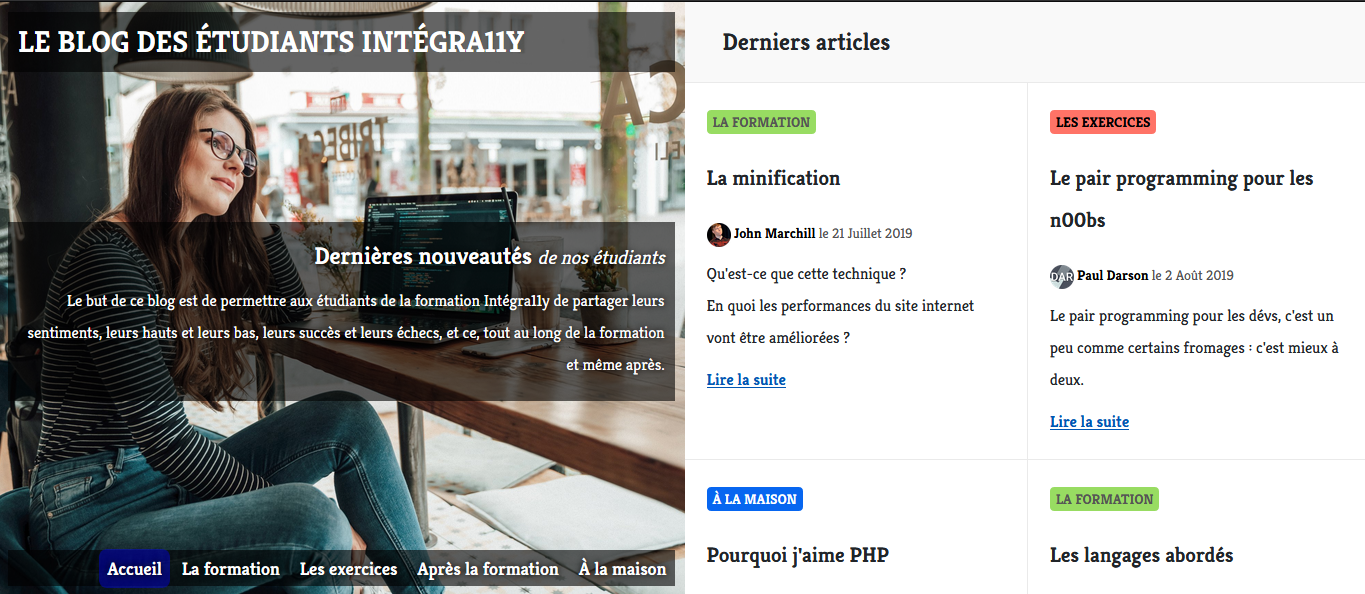 LE BLOG DES ÉTUDIANTS INTÉGRA11Y
Dernières nouveautés de nos étudiants
Le but de ce blog est de permettre aux étudiants de la formation Intégra11y de partager leurs
sentiments, leurs hauts et leurs bas, leurs succès et leurs échecs, et ce, tout au long de la formation
et même après.
Accueil La formation Les exercices Après la formation À la maison
Derniers articles
LA FORMATION
La minification
John Marchill le 21 Juillet 2019
Qu'est-ce que cette technique ?
En quoi les performances du site internet
vont être améliorées ?
Lire la suite
LES EXERCICES
Le pair programming pour les
n00bs
DAR Paul Darson le 2 Août 2019
Le pair programming pour les dévs, c'est un
peu comme certains fromages : c'est mieux à
deux.
Lire la suite
À LA MAISON
Pourquoi j'aime PHP
LA FORMATION
Les langages abordés